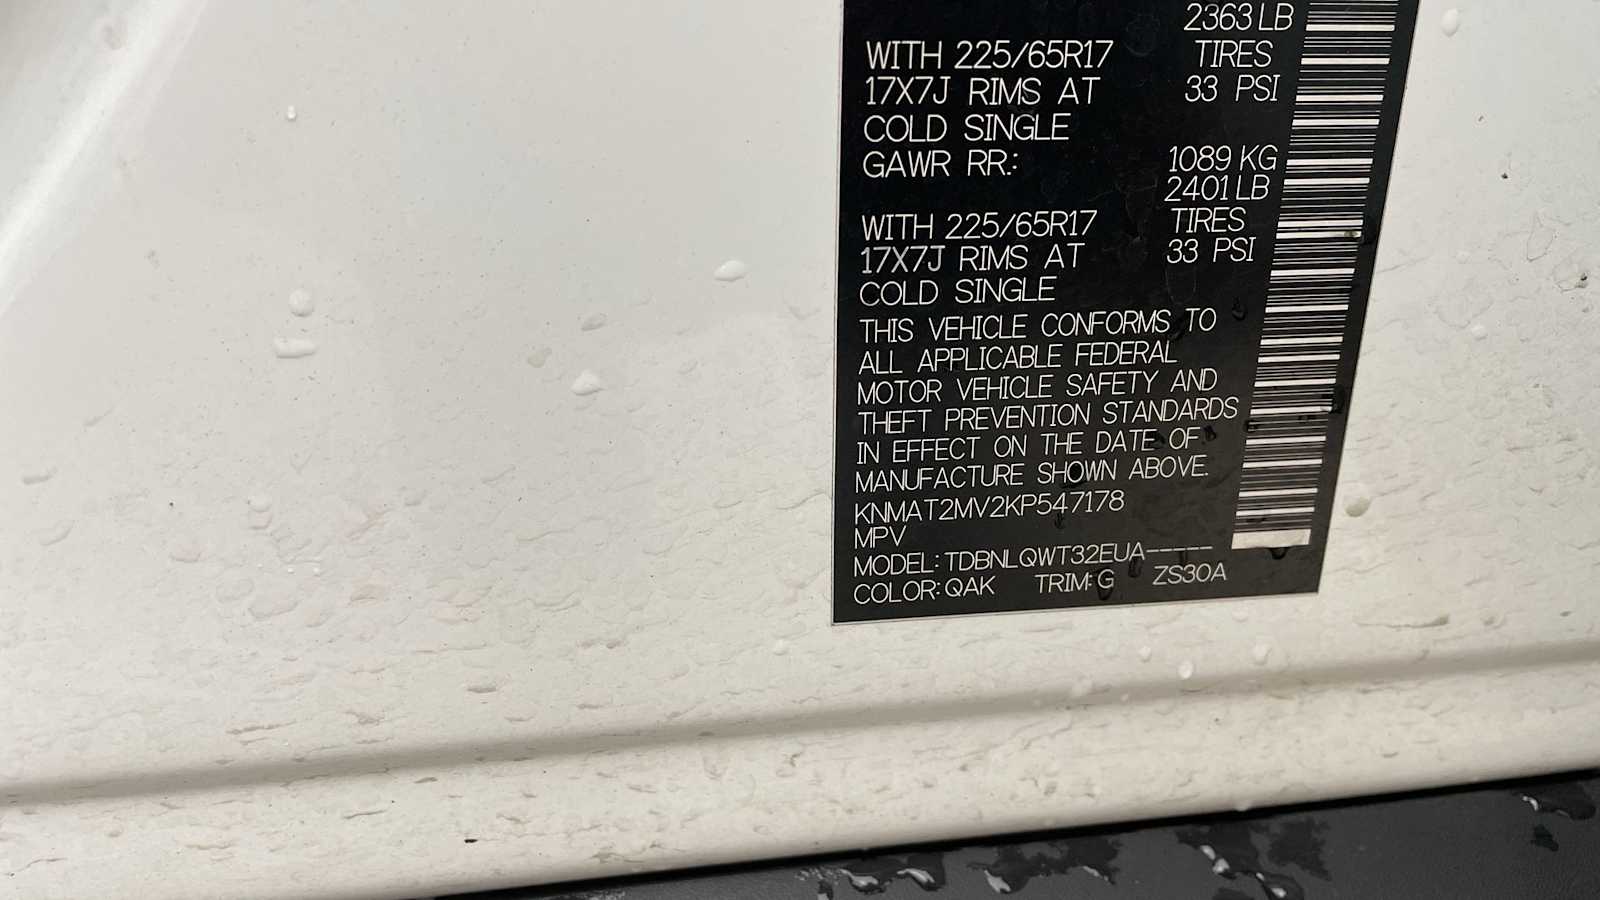 2363 LB
WITH 225/65R17 TIRES
17X7J RIMS AT 33 PSI
COLD SINGLE
GAWR RR.: 1089 KG
2401 LB
WITH 225/65R17 TIRES
17X7J RIMS AT 33 PSI
COLD SINGLE
THIS VEHICLE CONFORMS TO
ALL APPLICABLE FEDERAL
MOTOR VEHICLE SAFETY AND
THEFT PREVENTION STANDARDS
IN EFFECT ON THE DATE OF
MANUFACTURE SHOWN ABOVE.
KNMAT2MV2KP547178
MPV
MODEL: TDBNLQWT32EUA-----
COLOR: QAK TRIM: G ZS30A